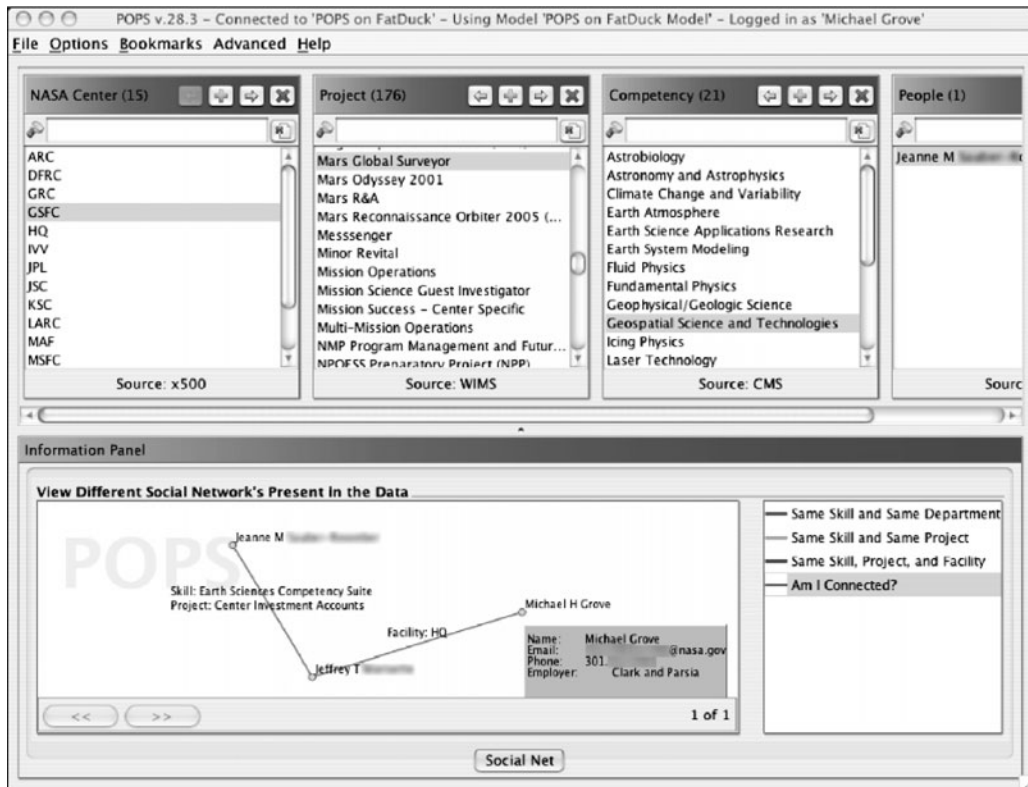 POPS v.28.3 – Connected to 'POPS on FatDuck' – Using Model 'POPS on FatDuck Model' – Logged in as 'Michael Grove'
File Options Bookmarks Advanced Help
NASA Center (15)
ARC
DFRC
GRC
GSFC
HQ
IVV
JPL
JSC
KSC
LARC
MAF
MSFC
Source: x500
Project (176)
Mars Global Surveyor
Mars Odyssey 2001
Mars R&A
Mars Reconnaissance Orbiter 2005 (...
Messsenger
Minor Revital
Mission Operations
Mission Science Guest Investigator
Mission Success – Center Specific
Multi-Mission Operations
NMP Program Management and Futur...
NPOESS Preparatory Project (NPP)
Source: WIMS
Competency (21)
Astrobiology
Astronomy and Astrophysics
Climate Change and Variability
Earth Atmosphere
Earth Science Applications Research
Earth System Modeling
Fluid Physics
Fundamental Physics
Geophysical/Geologic Science
Geospatial Science and Technologies
Icing Physics
Laser Technology
Source: CMS
People (1)
Jeanne M
Sourc
Information Panel
View Different Social Network's Present in the Data
POPS
Jeanne M
Skill: Earth Sciences Competency Suite
Project: Center Investment Accounts
Facility: HQ
Michael H Grove
Jeffrey T
Name: Michael Grove
Email: @nasa.gov
Phone: 301.
Employer: Clark and Parsia
<< >> 1 of 1
Same Skill and Same Department
Same Skill and Same Project
Same Skill, Project, and Facility
Am I Connected?
Social Net